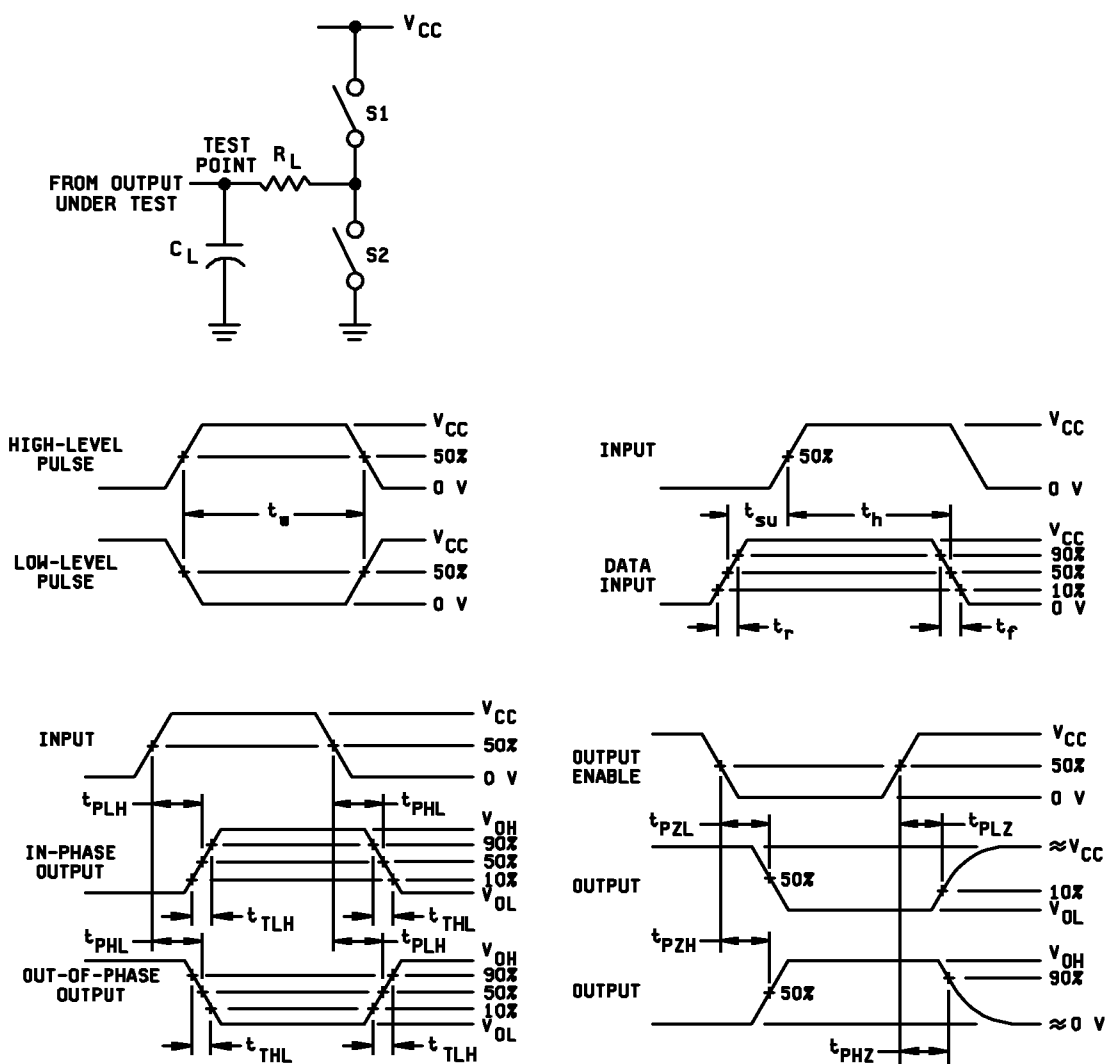 VCC
S1
TEST
POINT
RL
FROM OUTPUT
UNDER TEST
CL
S2
HIGH-LEVEL
PULSE
VCC
50%
0 V
tw
LOW-LEVEL
PULSE
VCC
50%
0 V
INPUT
50%
VCC
0 V
tsu
th
DATA
INPUT
VCC
90%
50%
10%
0 V
tr
tf
INPUT
VCC
50%
0 V
tPLH
tPHL
IN-PHASE
OUTPUT
VOH
90%
50%
10%
VOL
tTLH
tTHL
tPHL
tPLH
OUT-OF-PHASE
OUTPUT
VOH
90%
50%
10%
VOL
tTHL
tTLH
OUTPUT
ENABLE
VCC
50%
0 V
tPZL
tPLZ
OUTPUT
50%
≈VCC
10%
VOL
tPZH
OUTPUT
50%
VOH
90%
≈0 V
tPHZ